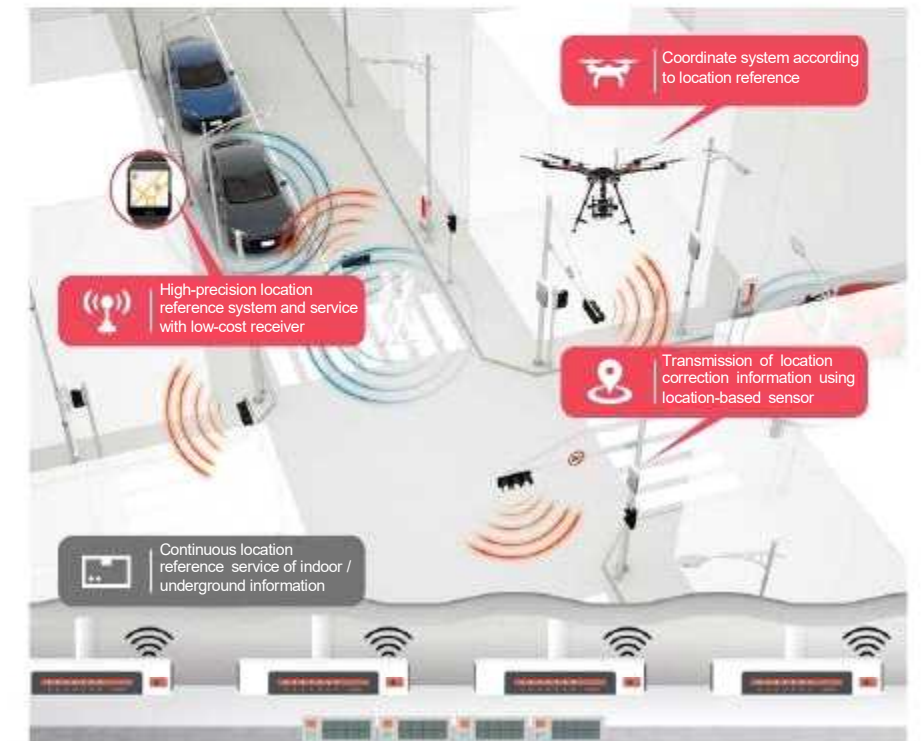 Coordinate system according
to location reference
High-precision location
reference system and service
with low-cost receiver
Transmission of location
correction information using
location-based sensor
Continuous location
reference service of indoor /
underground information